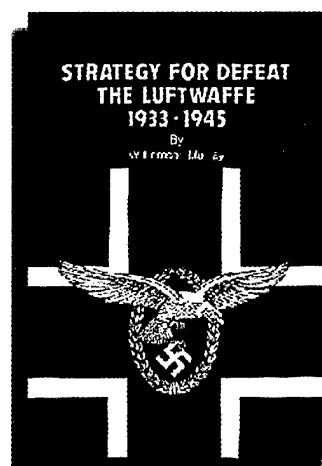 STRATEGY FOR DEFEAT
THE LUFTWAFFE
1933 · 1945
By